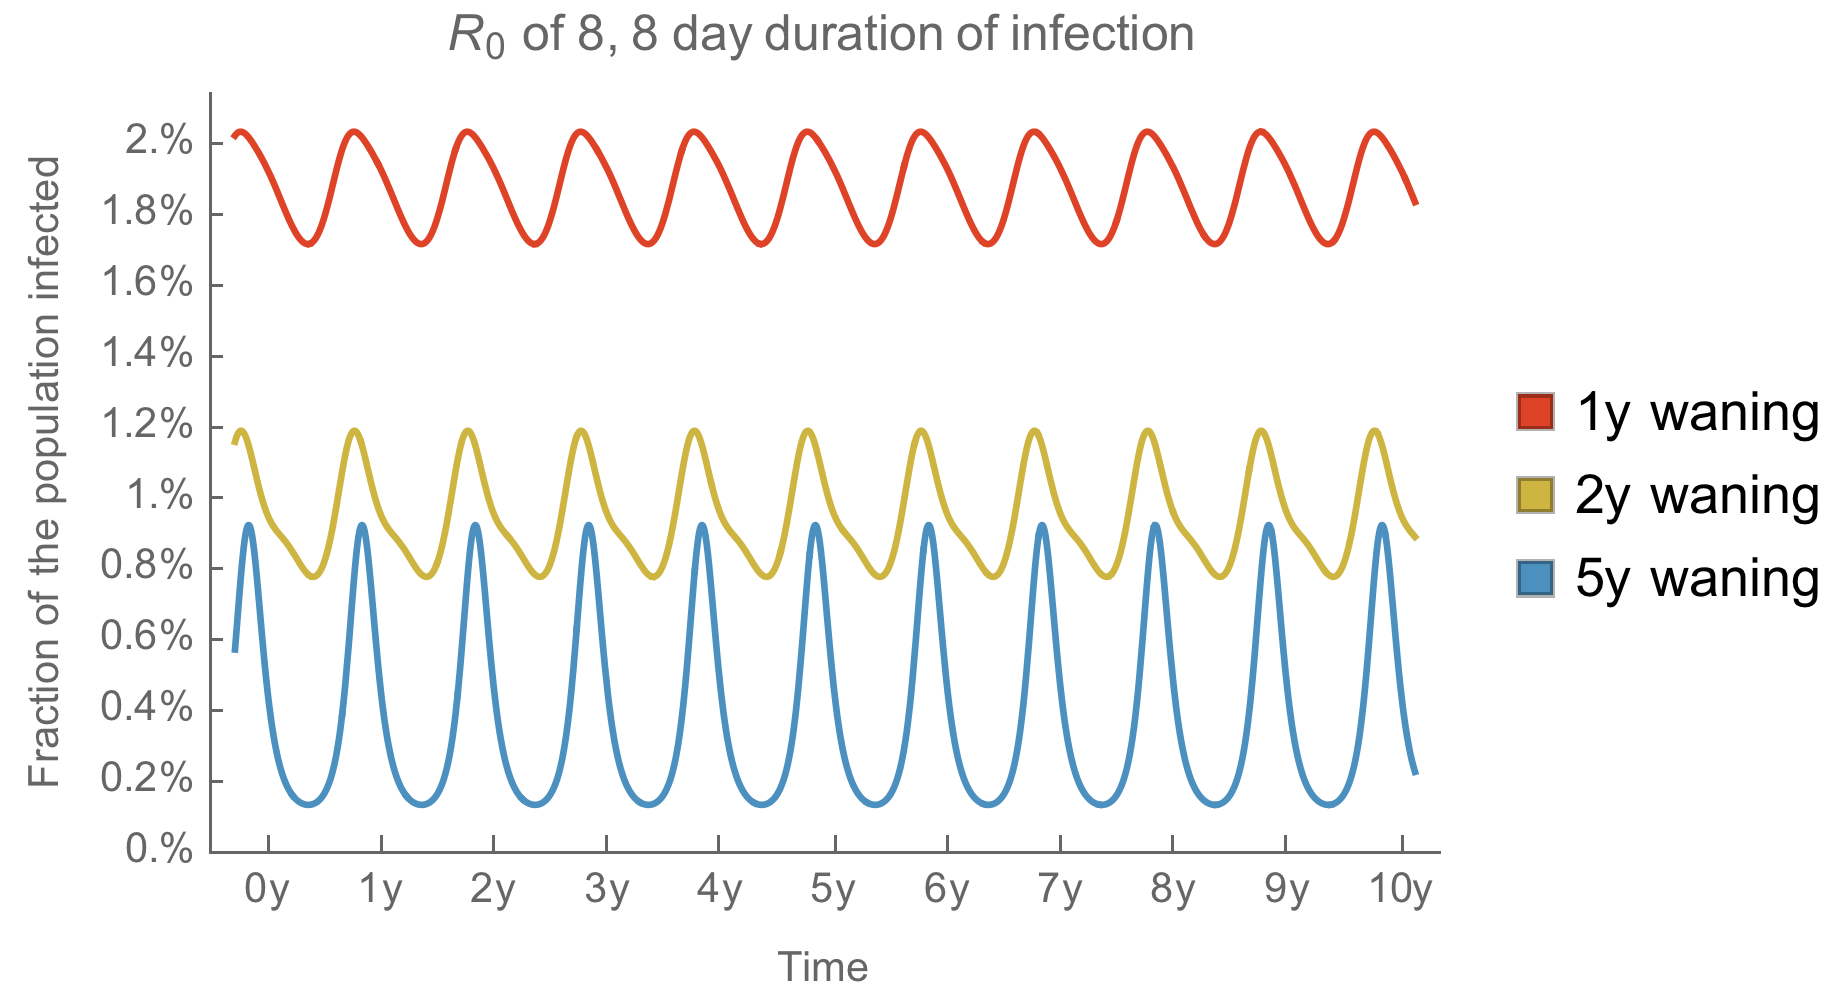 R0 of 8, 8 day duration of infection
Fraction of the population infected
2.%
1.8%
1.6%
1.4%
1.2%
1.%
0.8%
0.6%
0.4%
0.2%
0.%
0y 1y 2y 3y 4y 5y 6y 7y 8y 9y 10y
Time
1y waning
2y waning
5y waning